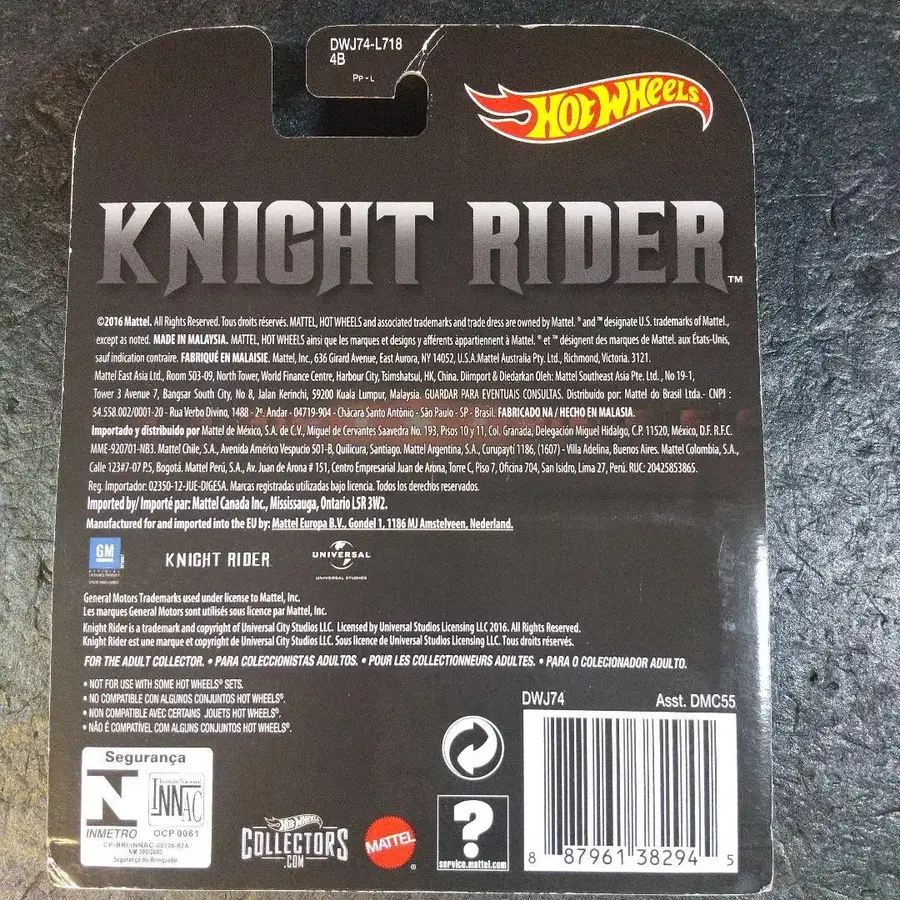 DWJ74-L718
4B
PP - L
HOT WHEELS
KNIGHT RIDER™
©2016 Mattel. All Rights Reserved. Tous droits réservés. MATTEL, HOT WHEELS and associated trademarks and trade dress are owned by Mattel. ® and ™ designate U.S. trademarks of Mattel.,
except as noted. MADE IN MALAYSIA. MATTEL, HOT WHEELS ainsi que les marques et designs y afférents appartiennent à Mattel. ® et ™ désignent des marques de Mattel. aux États-Unis,
sauf indication contraire. FABRIQUÉ EN MALAISIE. Mattel, Inc., 636 Girard Avenue, East Aurora, NY 14052, U.S.A.Mattel Australia Pty. Ltd., Richmond, Victoria. 3121.
Mattel East Asia Ltd., Room 503-09, North Tower, World Finance Centre, Harbour City, Tsimshatsui, HK, China. Diimport & Diedarkan Oleh: Mattel Southeast Asia Pte. Ltd., No 19-1,
Tower 3 Avenue 7, Bangsar South City, No 8, Jalan Kerinchi, 59200 Kuala Lumpur, Malaysia. GUARDAR PARA EVENTUAIS CONSULTAS. Distribuido por: Mattel do Brasil Ltda.- CNPJ :
54.558.002/0001-20 - Rua Verbo Divino, 1488 - 2º. Andar - 04719-904 - Chácara Santo Antônio - São Paulo - SP - Brasil. FABRICADO NA / HECHO EN MALASIA.
Importado y distribuido por Mattel de México, S.A. de C.V., Miguel de Cervantes Saavedra No. 193, Pisos 10 y 11, Col. Granada, Delegación Miguel Hidalgo, C.P. 11520, México, D.F. R.F.C.
MME-920701-NB3. Mattel Chile, S.A., Avenida Américo Vespucio 501-B, Quilicura, Santiago. Mattel Argentina, S.A., Curupaytí 1186, (1607) - Villa Adelina, Buenos Aires. Mattel Colombia, S.A.,
Calle 123#7-07 P.5, Bogotá. Mattel Perú, S.A., Av. Juan de Arona # 151, Centro Empresarial Juan de Arona, Torre C, Piso 7, Oficina 704, San Isidro, Lima 27, Perú. RUC: 20425853865.
Reg. Importador: 02350-12-JUE-DIGESA. Marcas registradas utilizadas bajo licencia. Todos los derechos reservados.
Imported by/ Importé par: Mattel Canada Inc., Mississauga, Ontario L5R 3W2.
Manufactured for and imported into the EU by: Mattel Europa B.V., Gondel 1, 1186 MJ Amstelveen, Nederland.
GM
KNIGHT RIDER
UNIVERSAL
UNIVERSAL STUDIOS
General Motors Trademarks used under license to Mattel, Inc.
Les marques General Motors sont utilisés sous licence par Mattel, Inc.
Knight Rider is a trademark and copyright of Universal City Studios LLC. Licensed by Universal Studios Licensing LLC 2016. All Rights Reserved.
Knight Rider est une marque et copyright de Universal Studios LLC. Sous licence de Universal Studios Licensing LLC. Tous droits réservés.
FOR THE ADULT COLLECTOR. • PARA COLECCIONISTAS ADULTOS. • POUR LES COLLECTIONNEURS ADULTES. • PARA O COLECIONADOR ADULTO.
• NOT FOR USE WITH SOME HOT WHEELS® SETS.
• NO COMPATIBLE CON ALGUNOS CONJUNTOS HOT WHEELS®.
• NON COMPATIBLE AVEC CERTAINS JOUETS HOT WHEELS®.
• NÃO É COMPATÍVEL COM ALGUNS CONJUNTOS HOT WHEELS®.
DWJ74 Asst. DMC55
Segurança
INNAC
INMETRO OCP 0061
Segurança do Brinquedo
HOT WHEELS
COLLECTORS
.COM
MATTEL
?
service.mattel.com
8 87961 38294 5